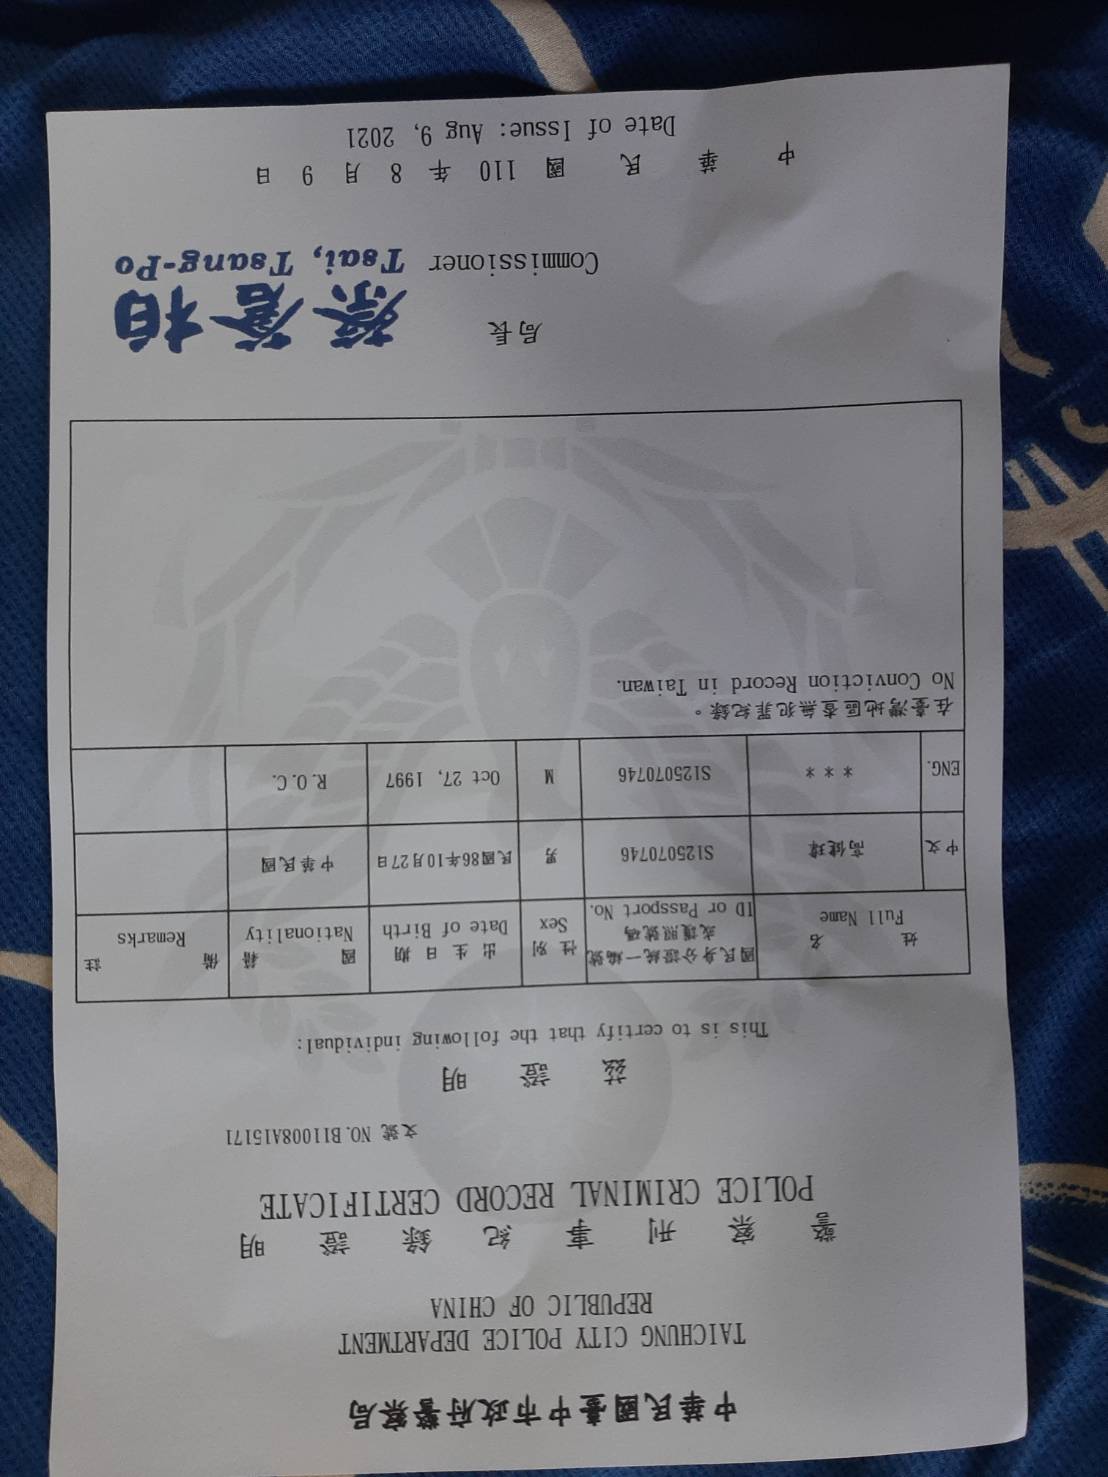 中華民國臺中市政府警察局
TAICHUNG CITY POLICE DEPARTMENT
REPUBLIC OF CHINA
警察刑事紀錄證明
POLICE CRIMINAL RECORD CERTIFICATE
文號 NO.B11008A15171
茲證明
This is to certify that the following individual:
姓名 國民身分證統一編號 性別 出生日期 國籍 備註
或護照號碼
Full Name ID or Passport No. Sex Date of Birth Nationality Remarks
中文 高健瑋 S125070746 男 民國86年10月27日 中華民國
ENG. *** S125070746 M Oct 27, 1997 R.O.C.
在臺灣地區查無犯罪紀錄。
No Conviction Record in Taiwan.
局長 蔡蒼柏
Commissioner Tsai, Tsang-Po
中華民國 110 年 8 月 9 日
Date of Issue: Aug 9, 2021